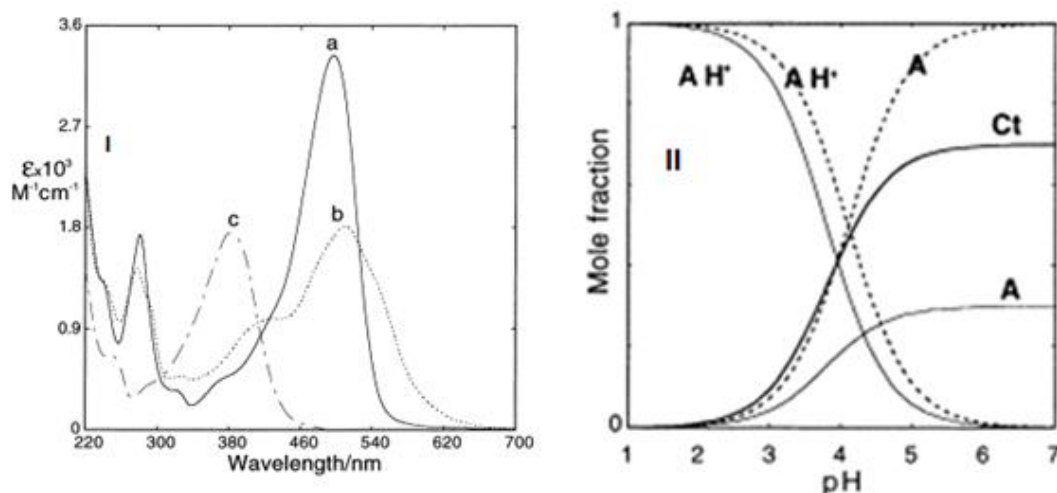 3.6
a
2.7
I
εx10³
M⁻¹cm⁻¹
c
b
1.8
0.9
0
220 300 380 460 540 620 700
Wavelength/nm
1
A H⁺ A H⁺ A
Ct
II
Mole fraction
A
0
1 2 3 4 5 6 7
pH